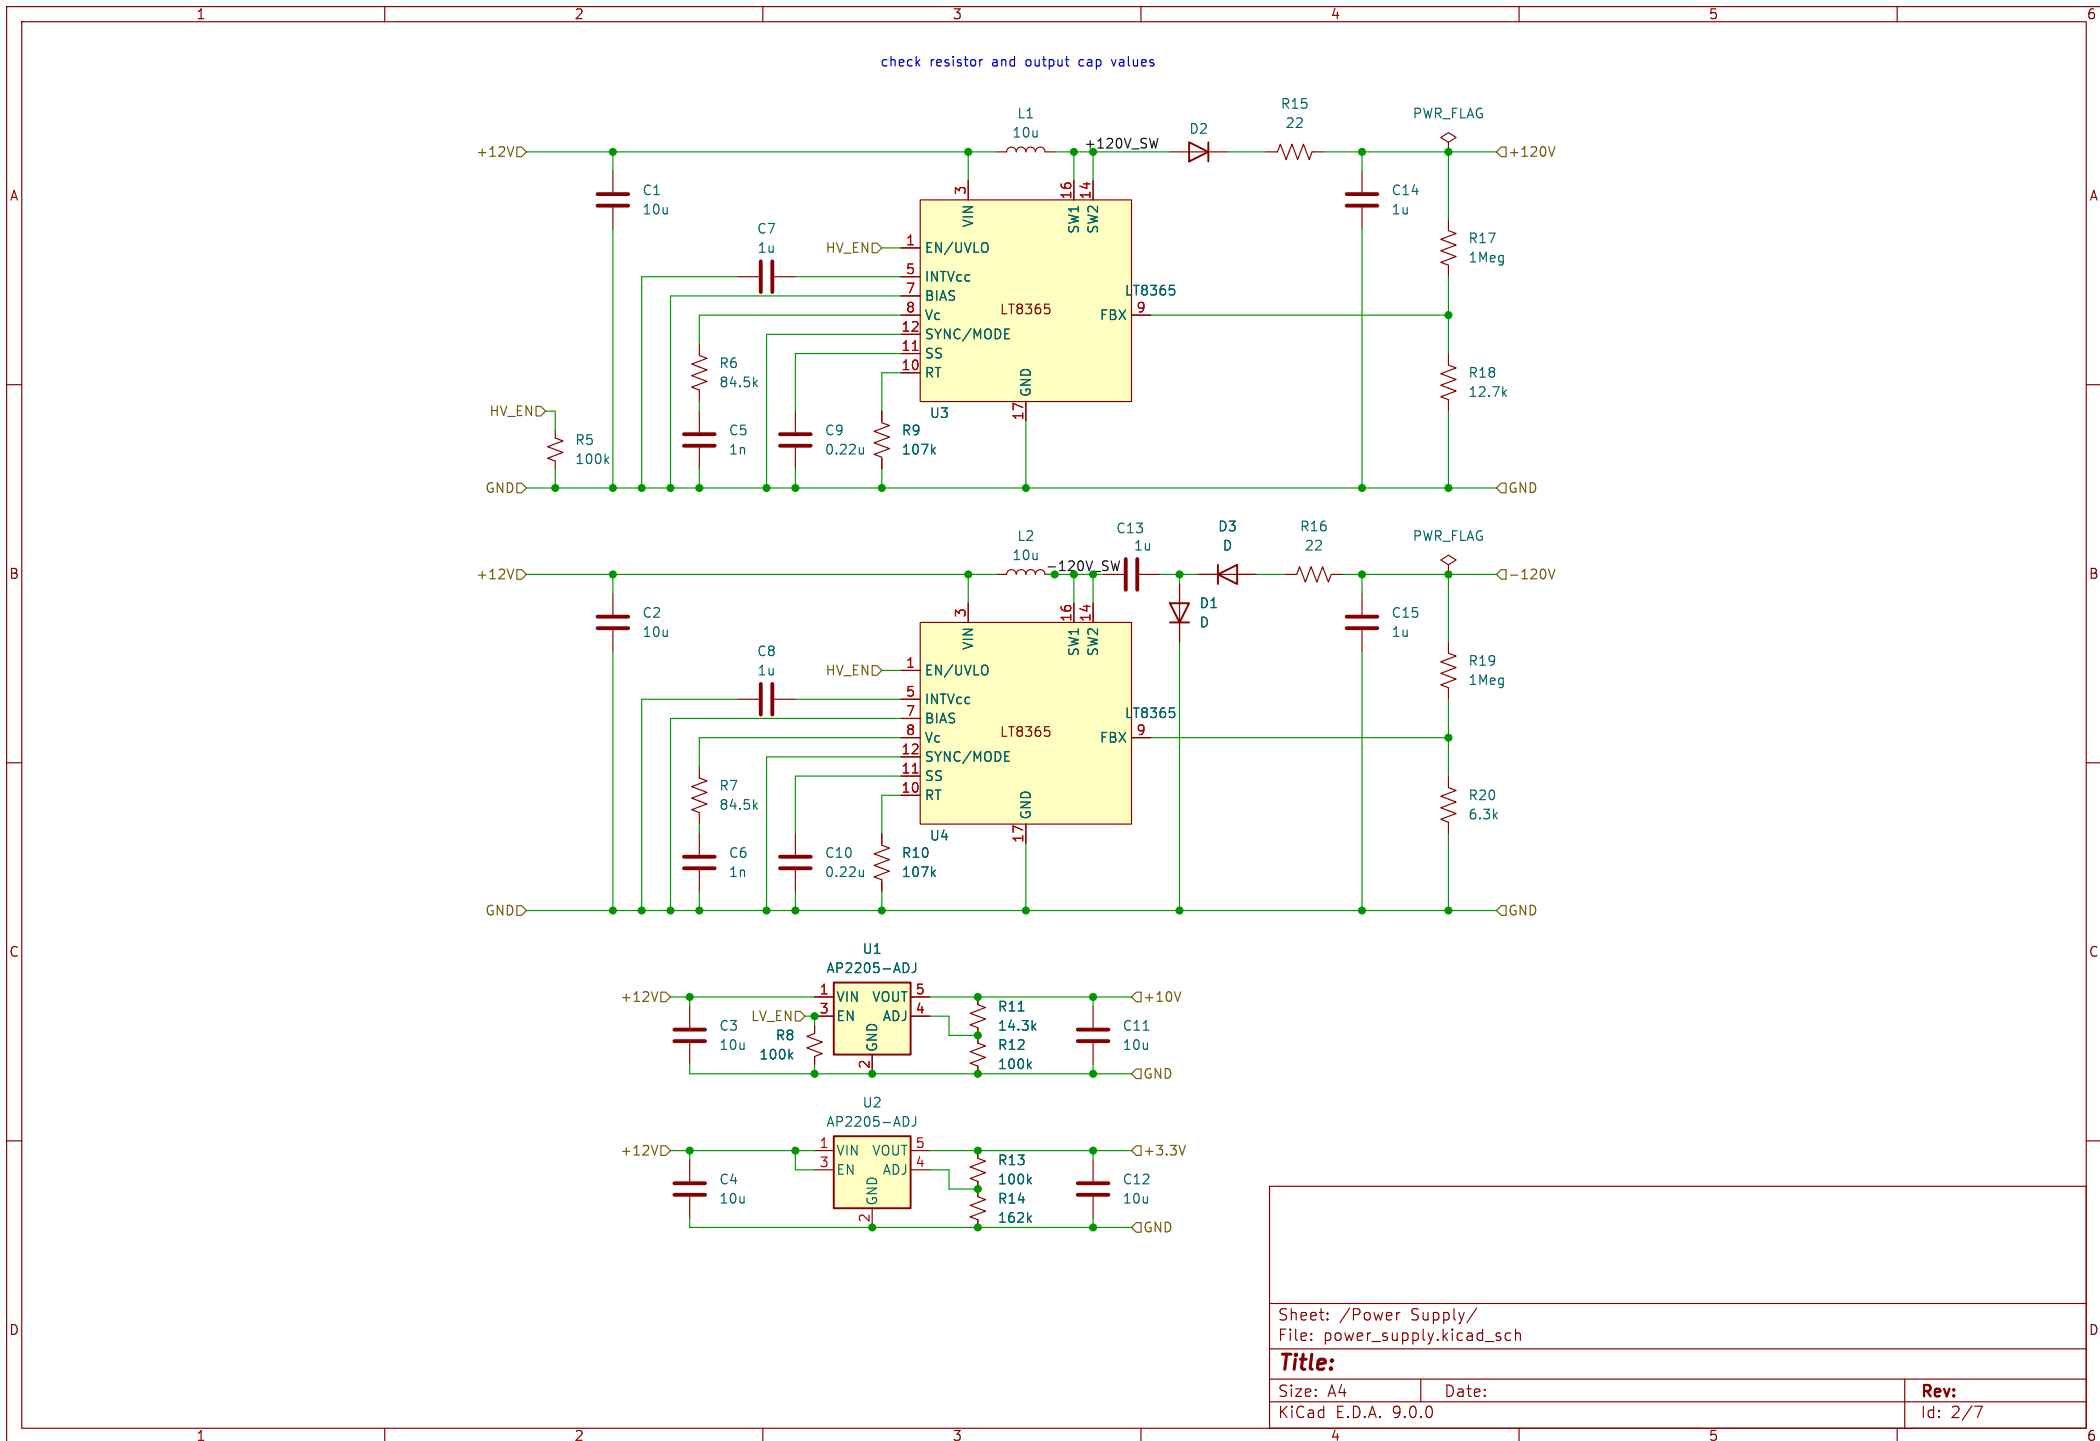 1 2 3 4 5 6
check resistor and output cap values
A A
B B
C C
D D
+12V
C1
10u
L1
10u
+120V_SW
D2
R15
22
PWR_FLAG
+120V
C14
1u
R17
1Meg
R18
12.7k
C7
1u
HV_EN
3
VIN
16
SW1
14
SW2
1 EN/UVLO
5 INTVcc
7 BIAS
8 Vc
12 SYNC/MODE
11 SS
10 RT
LT8365
LT8365
FBX 9
GND
17
U3
HV_EN
R5
100k
R6
84.5k
C5
1n
C9
0.22u
R9
107k
GND
GND
+12V
C2
10u
L2
10u
-120V_SW
C13
1u
D3
D
R16
22
PWR_FLAG
-120V
D1
D
C15
1u
R19
1Meg
R20
6.3k
C8
1u
HV_EN
3
VIN
16
SW1
14
SW2
1 EN/UVLO
5 INTVcc
7 BIAS
8 Vc
12 SYNC/MODE
11 SS
10 RT
LT8365
LT8365
FBX 9
GND
17
U4
R7
84.5k
C6
1n
C10
0.22u
R10
107k
GND
GND
U1
AP2205-ADJ
+12V
1 VIN VOUT 5
+10V
LV_EN
3 EN ADJ 4
GND
2
C3
10u
R8
100k
R11
14.3k
R12
100k
C11
10u
GND
U2
AP2205-ADJ
+12V
1 VIN VOUT 5
+3.3V
3 EN ADJ 4
GND
2
C4
10u
R13
100k
R14
162k
C12
10u
GND
Sheet: /Power Supply/
File: power_supply.kicad_sch
Title:
Size: A4 Date: Rev:
KiCad E.D.A. 9.0.0 Id: 2/7
1 2 3 4 5 6